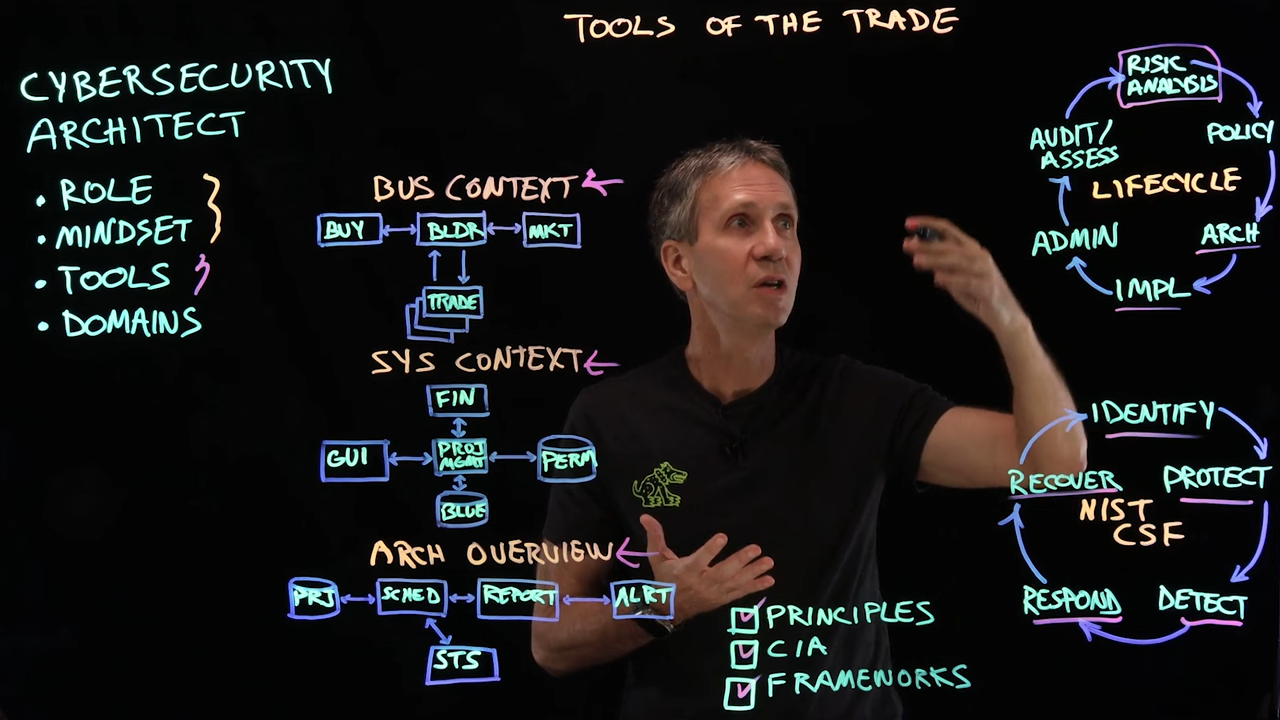 TOOLS OF THE TRADE
CYBERSECURITY
ARCHITECT
• ROLE
• MINDSET
• TOOLS
• DOMAINS
BUS CONTEXT
BUY
BLDR
MKT
TRADE
SYS CONTEXT
FIN
GUI
PROJ
MGMT
PERM
BLUE
ARCH OVERVIEW
PRJ
SCHED
REPORT
ALRT
STS
PRINCIPLES
CIA
FRAMEWORKS
RISK
ANALYSIS
POLICY
ARCH
IMPL
ADMIN
AUDIT/
ASSESS
LIFECYCLE
IDENTIFY
PROTECT
DETECT
RESPOND
RECOVER
NIST
CSF